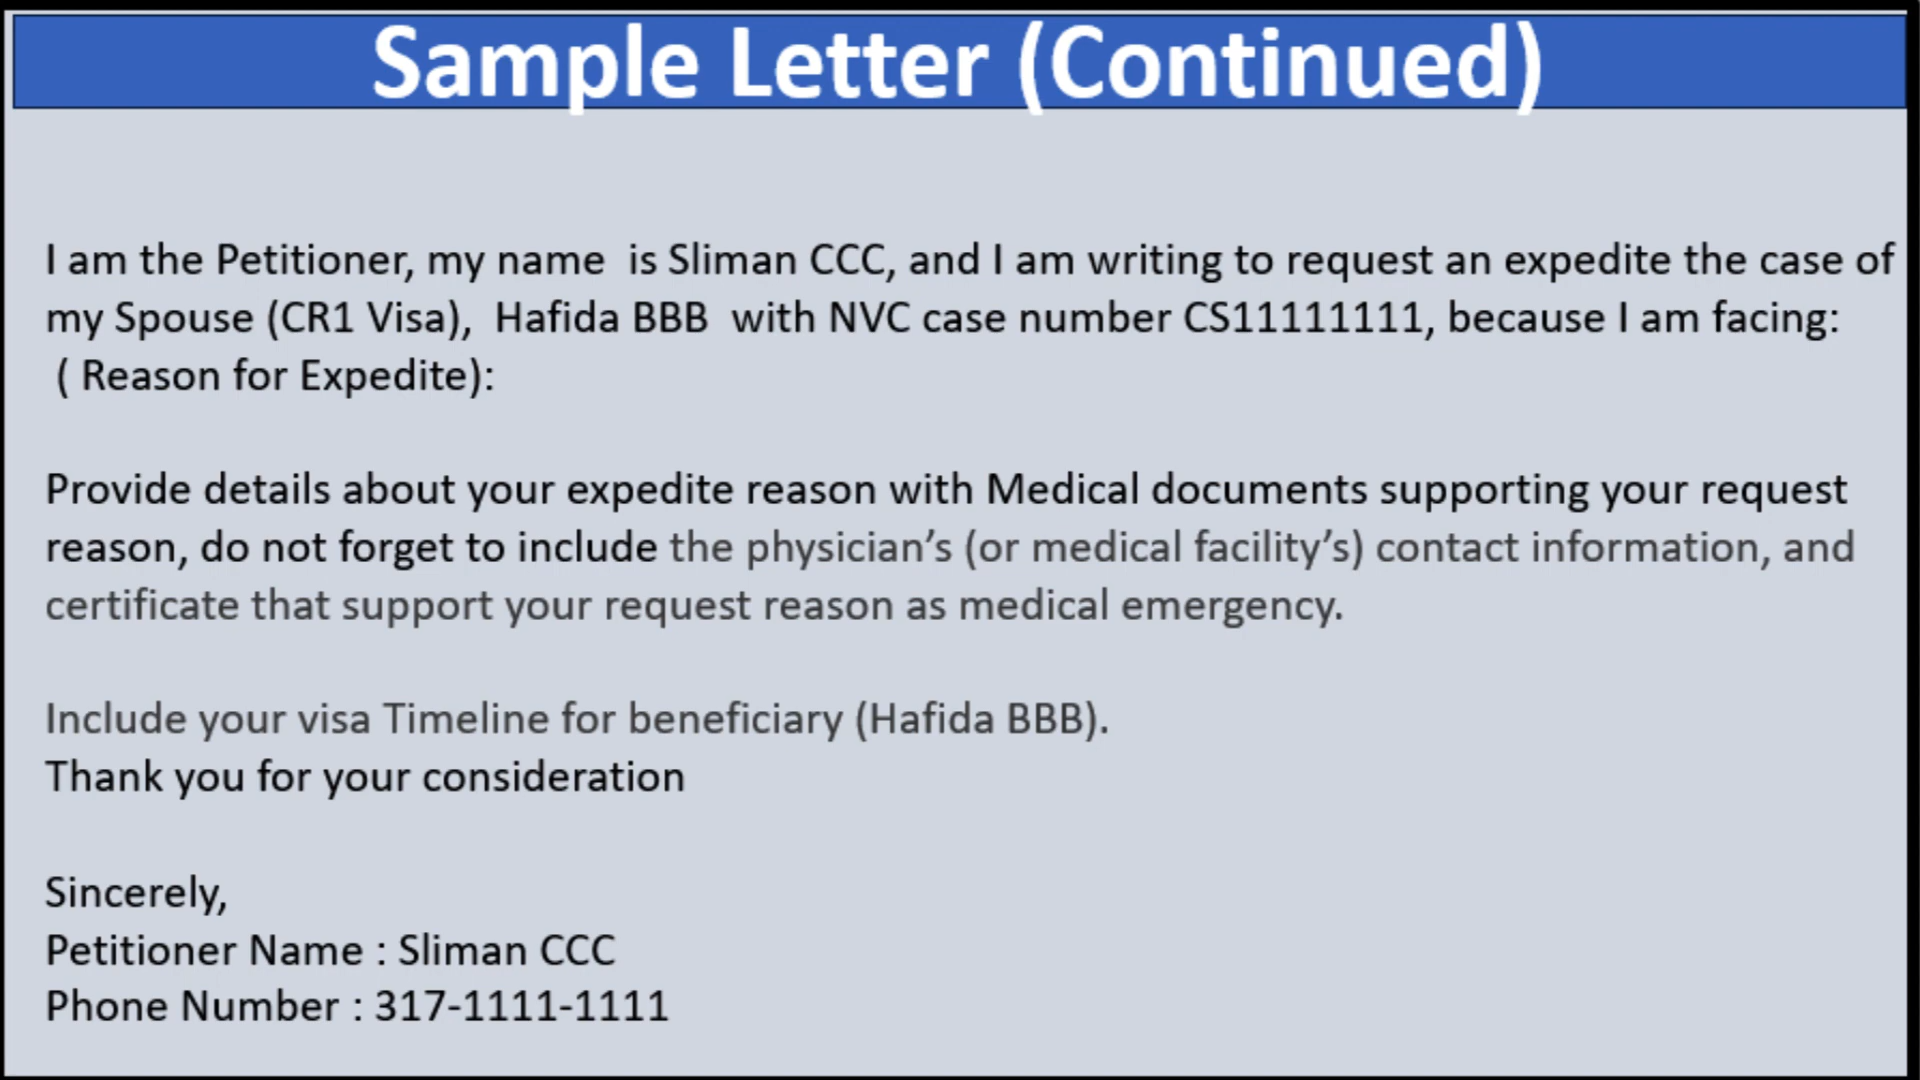 Sample Letter (Continued)
I am the Petitioner, my name  is Sliman CCC, and I am writing to request an expedite the case of
my Spouse (CR1 Visa),  Hafida BBB  with NVC case number CS11111111, because I am facing:
( Reason for Expedite):
Provide details about your expedite reason with Medical documents supporting your request
reason, do not forget to include the physician’s (or medical facility’s) contact information, and
certificate that support your request reason as medical emergency.
Include your visa Timeline for beneficiary (Hafida BBB).
Thank you for your consideration
Sincerely,
Petitioner Name : Sliman CCC
Phone Number : 317-1111-1111